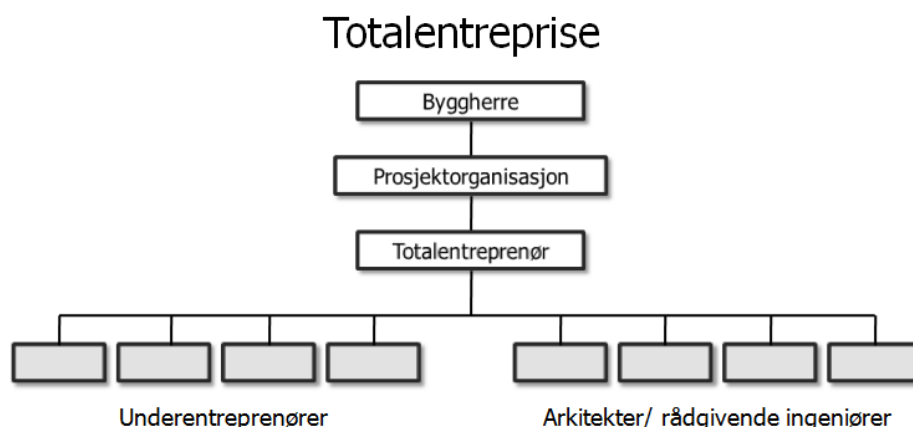 Totalentreprise
Byggherre
Prosjektorganisasjon
Totalentreprenør
Underentreprenører
Arkitekter/ rådgivende ingeniører